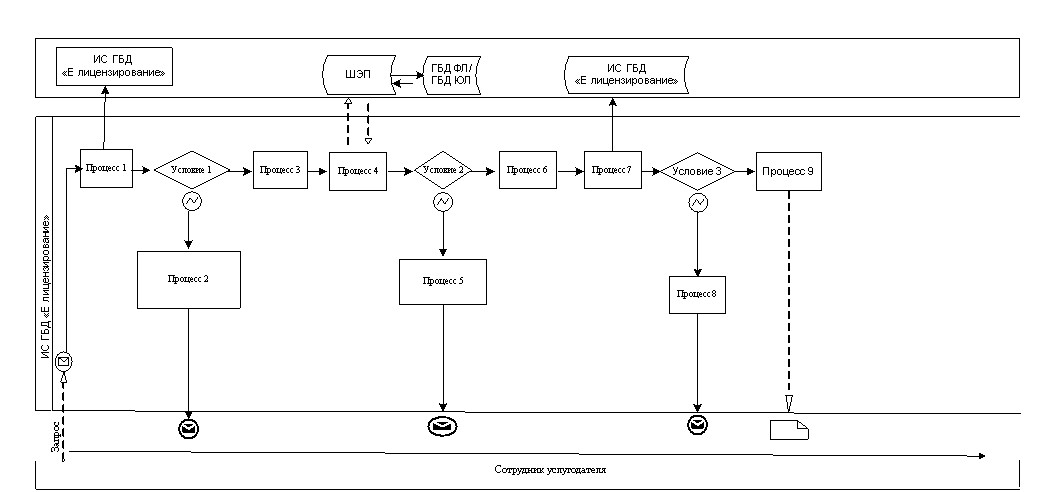 ИС ГБД
«Е лицензирование»
ШЭП
ГБД ФЛ/
ГБД ЮЛ
ИС ГБД
«Е лицензирование»
Процесс 1
Условие 1
Процесс 3
Процесс 4
Условие 2
Процесс 6
Процесс 7
Условие 3
Процесс 9
Процесс 2
Процесс 5
Процесс 8
ИС ГБД «Е лицензирование»
Запрос
Сотрудник услугодателя